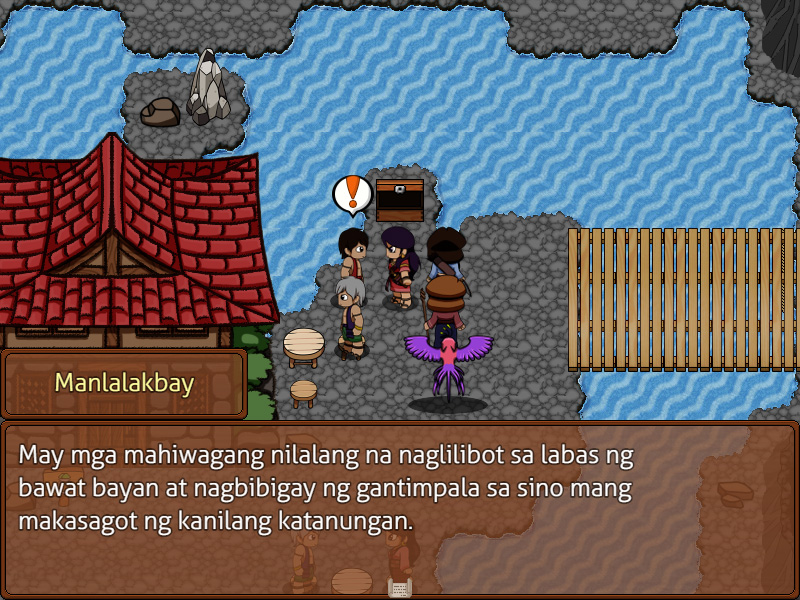 Manlalakbay
May mga mahiwagang nilalang na naglilibot sa labas ng
bawat bayan at nagbibigay ng gantimpala sa sino mang
makasagot ng kanilang katanungan.